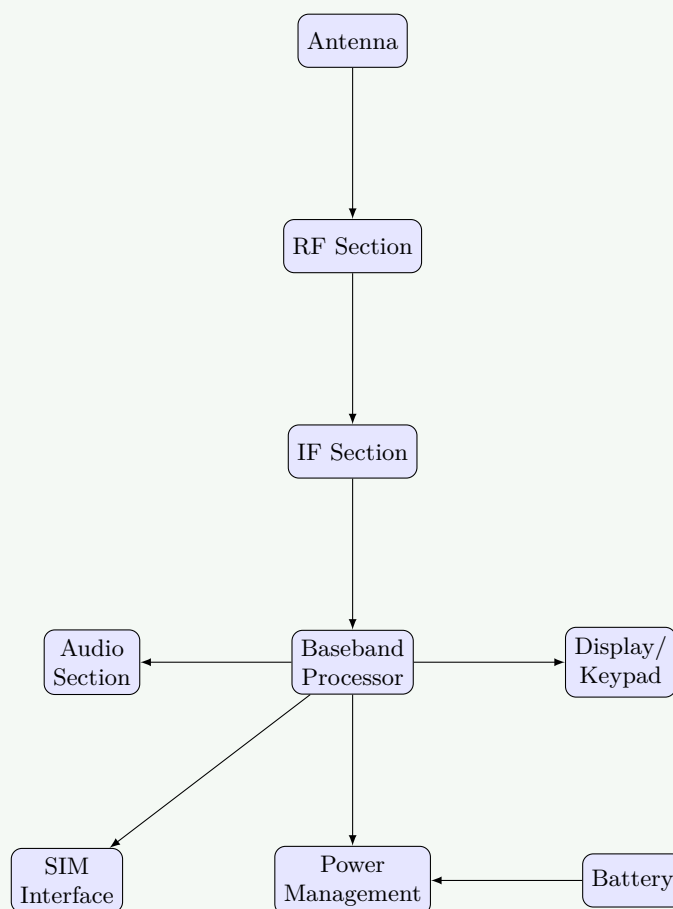 Antenna
RF Section
IF Section
Audio
Section
Baseband
Processor
Display/
Keypad
SIM
Interface
Power
Management
Battery